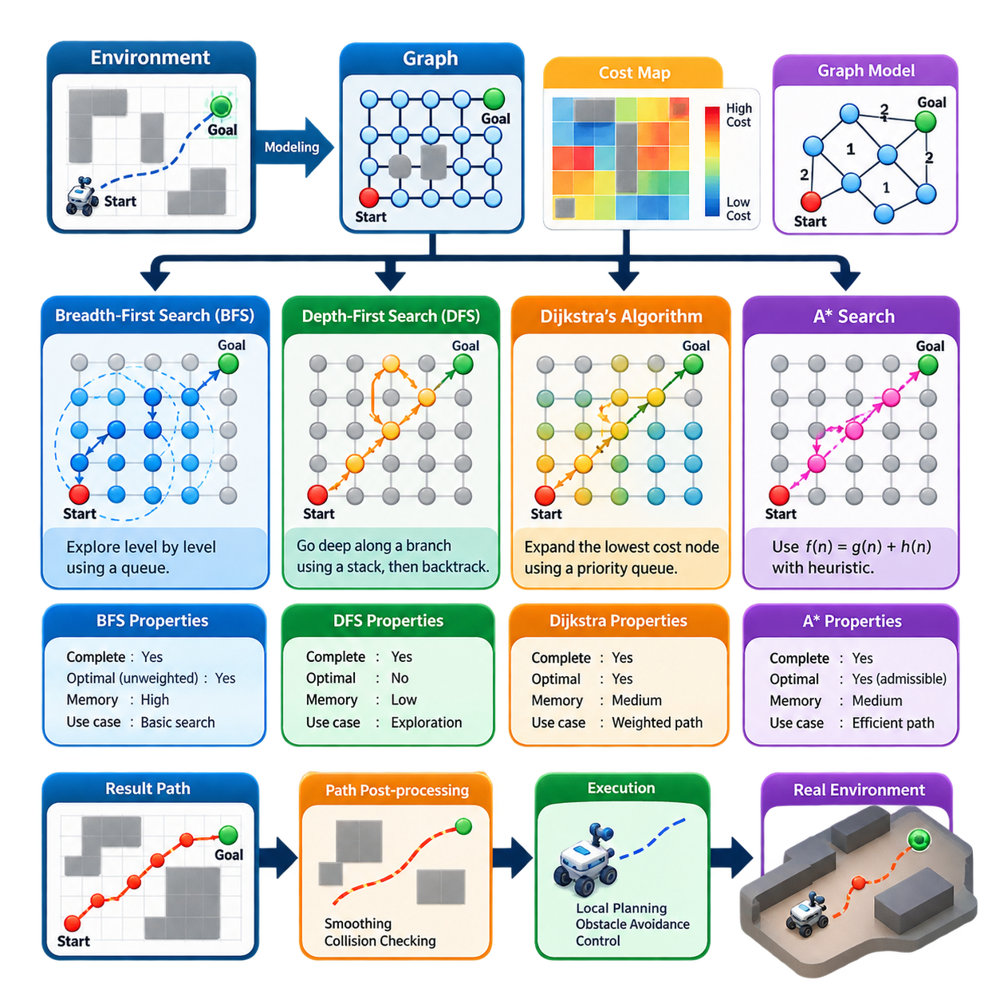 Environment
Goal
Start
Modeling
Graph
Goal
Start
Cost Map
High
Cost
Low
Cost
Graph Model
Goal
2
1
2
2
1
Start
Breadth-First Search (BFS)
Goal
Start
Explore level by level
using a queue.
Depth-First Search (DFS)
Goal
Start
Go deep along a branch
using a stack, then backtrack.
Dijkstra's Algorithm
Goal
Start
Expand the lowest cost node
using a priority queue.
A* Search
Goal
Start
Use f(n) = g(n) + h(n)
with heuristic.
BFS Properties
Complete : Yes
Optimal (unweighted) : Yes
Memory : High
Use case : Basic search
DFS Properties
Complete : Yes
Optimal : No
Memory : Low
Use case : Exploration
Dijkstra Properties
Complete : Yes
Optimal : Yes
Memory : Medium
Use case : Weighted path
A* Properties
Complete : Yes
Optimal : Yes (admissible)
Memory : Medium
Use case : Efficient path
Result Path
Goal
Start
Path Post-processing
Smoothing
Collision Checking
Execution
Local Planning
Obstacle Avoidance
Control
Real Environment